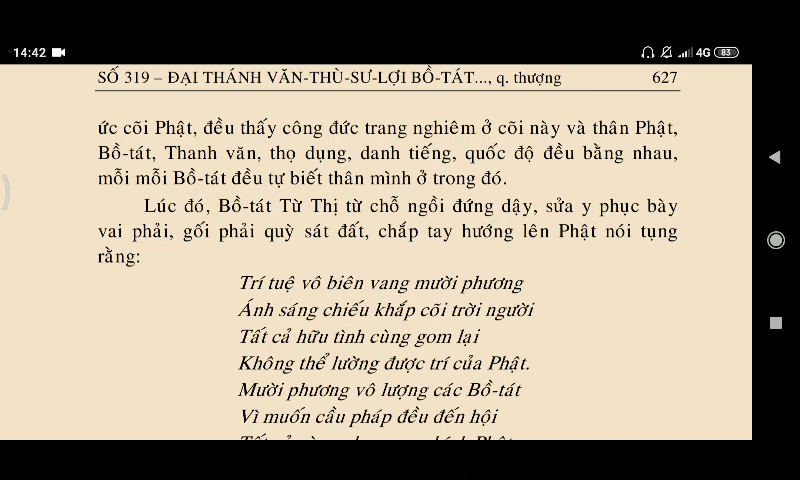 14:42
4G 83
SỐ 319 – ĐẠI THÁNH VĂN-THÙ-SƯ-LỢI BỒ-TÁT..., q. thượng 627
ức cõi Phật, đều thấy công đức trang nghiêm ở cõi này và thân Phật,
Bồ-tát, Thanh văn, thọ dụng, danh tiếng, quốc độ đều bằng nhau,
mỗi mỗi Bồ-tát đều tự biết thân mình ở trong đó.
Lúc đó, Bồ-tát Từ Thị từ chỗ ngồi đứng dậy, sửa y phục bày
vai phải, gối phải quỳ sát đất, chắp tay hướng lên Phật nói tụng
rằng:
Trí tuệ vô biên vang mười phương
Ánh sáng chiếu khắp cõi trời người
Tất cả hữu tình cùng gom lại
Không thể lường được trí của Phật.
Mười phương vô lượng các Bồ-tát
Vì muốn cầu pháp đều đến hội